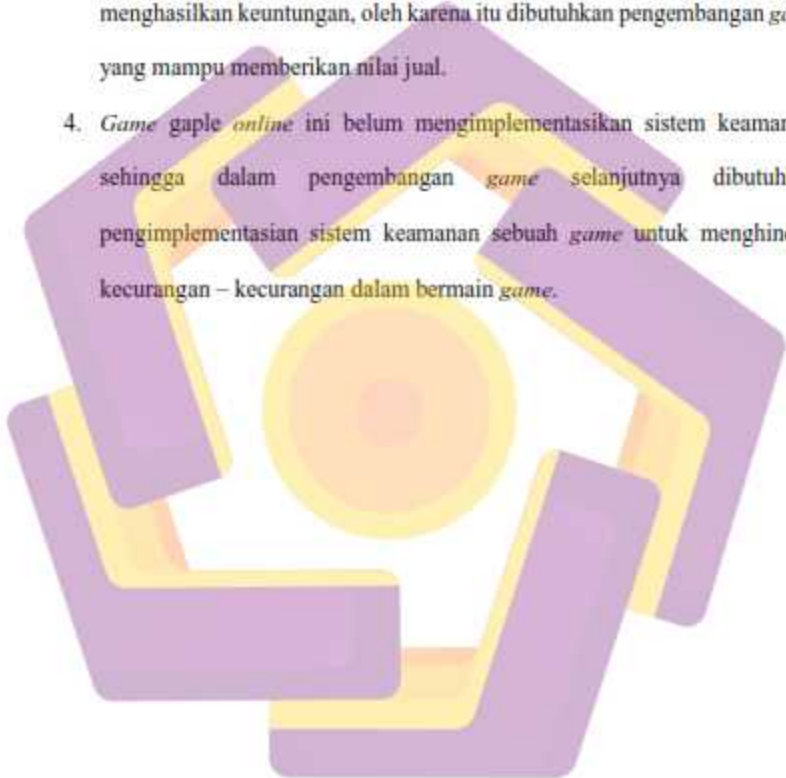 menghasilkan keuntungan, oleh karena itu dibutuhkan pengembangan
yang mampu memberikan nilai jual.
4. Game gaple online ini belum mengimplementasikan sistem
sehingga dalam pengembangan game selanjutnya
pengimplementasian sistem keamanan sebuah game untuk
kecurangan – kecurangan dalam bermain game.